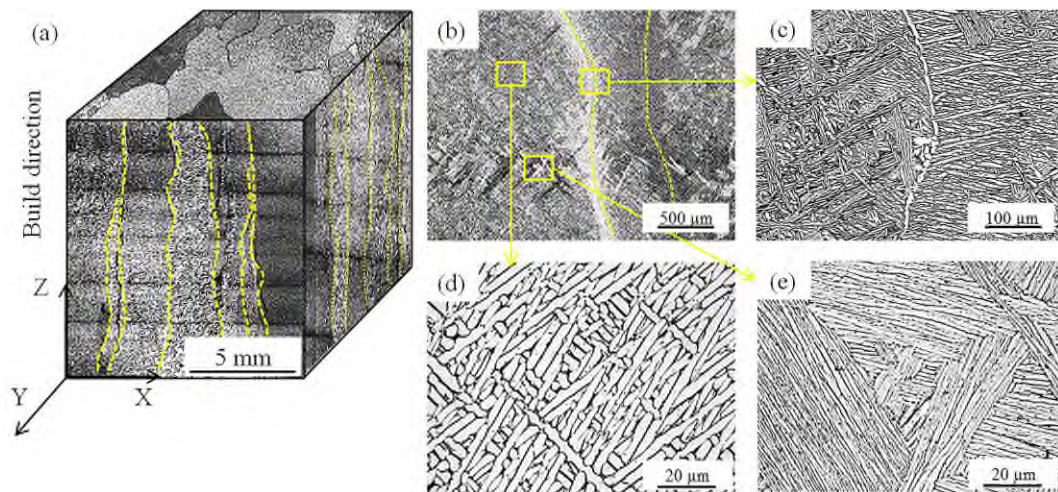 (a)
Build direction
Z
Y
X
5 mm
(b)
500 µm
(c)
100 µm
(d)
20 µm
(e)
20 µm